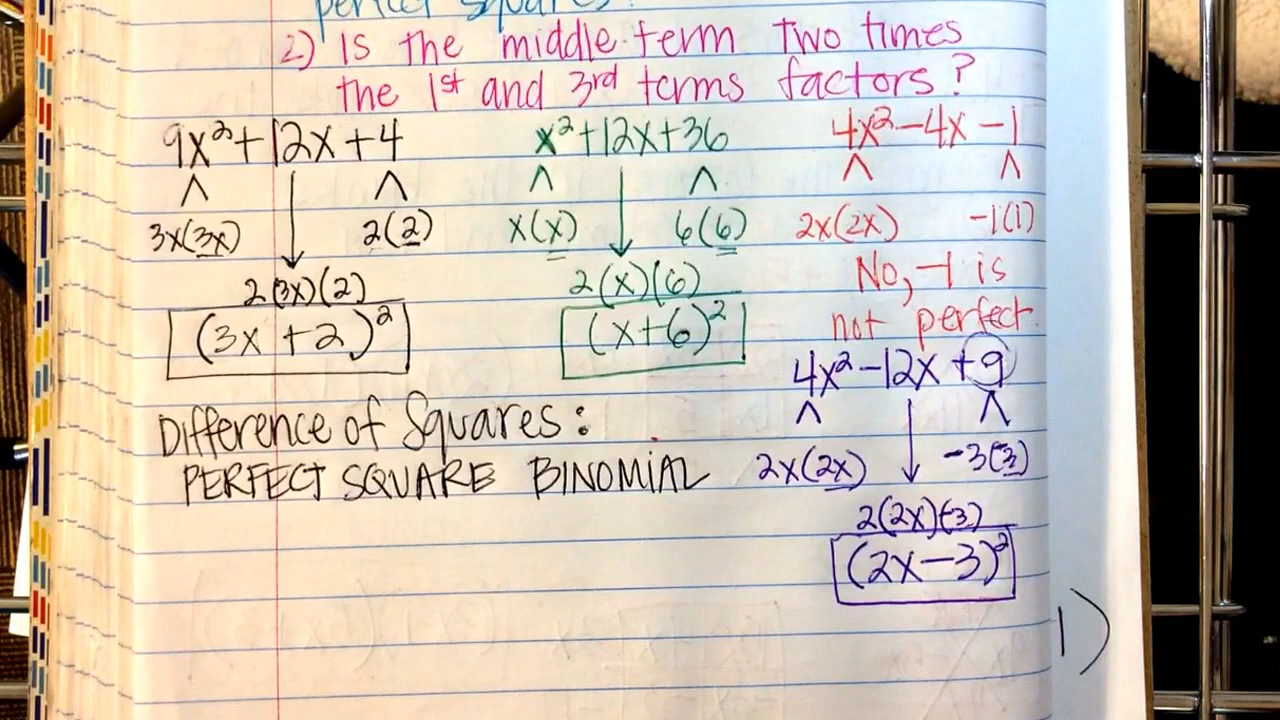 perfect squares?
2) Is the middle term two times
the 1st and 3rd terms factors?
9x²+12x+4
3x(3x) 2(2)
2(3x)(2)
(3x+2)²
x²+12x+36
x(x) 6(6)
2(x)(6)
(x+6)²
4x²-4x-1
2x(2x) -1(1)
No, -1 is
not perfect.
4x²-12x+9
2x(2x) -3(3)
2(2x)(-3)
(2x-3)²
Difference of Squares:
PERFECT SQUARE BINOMIAL
1)